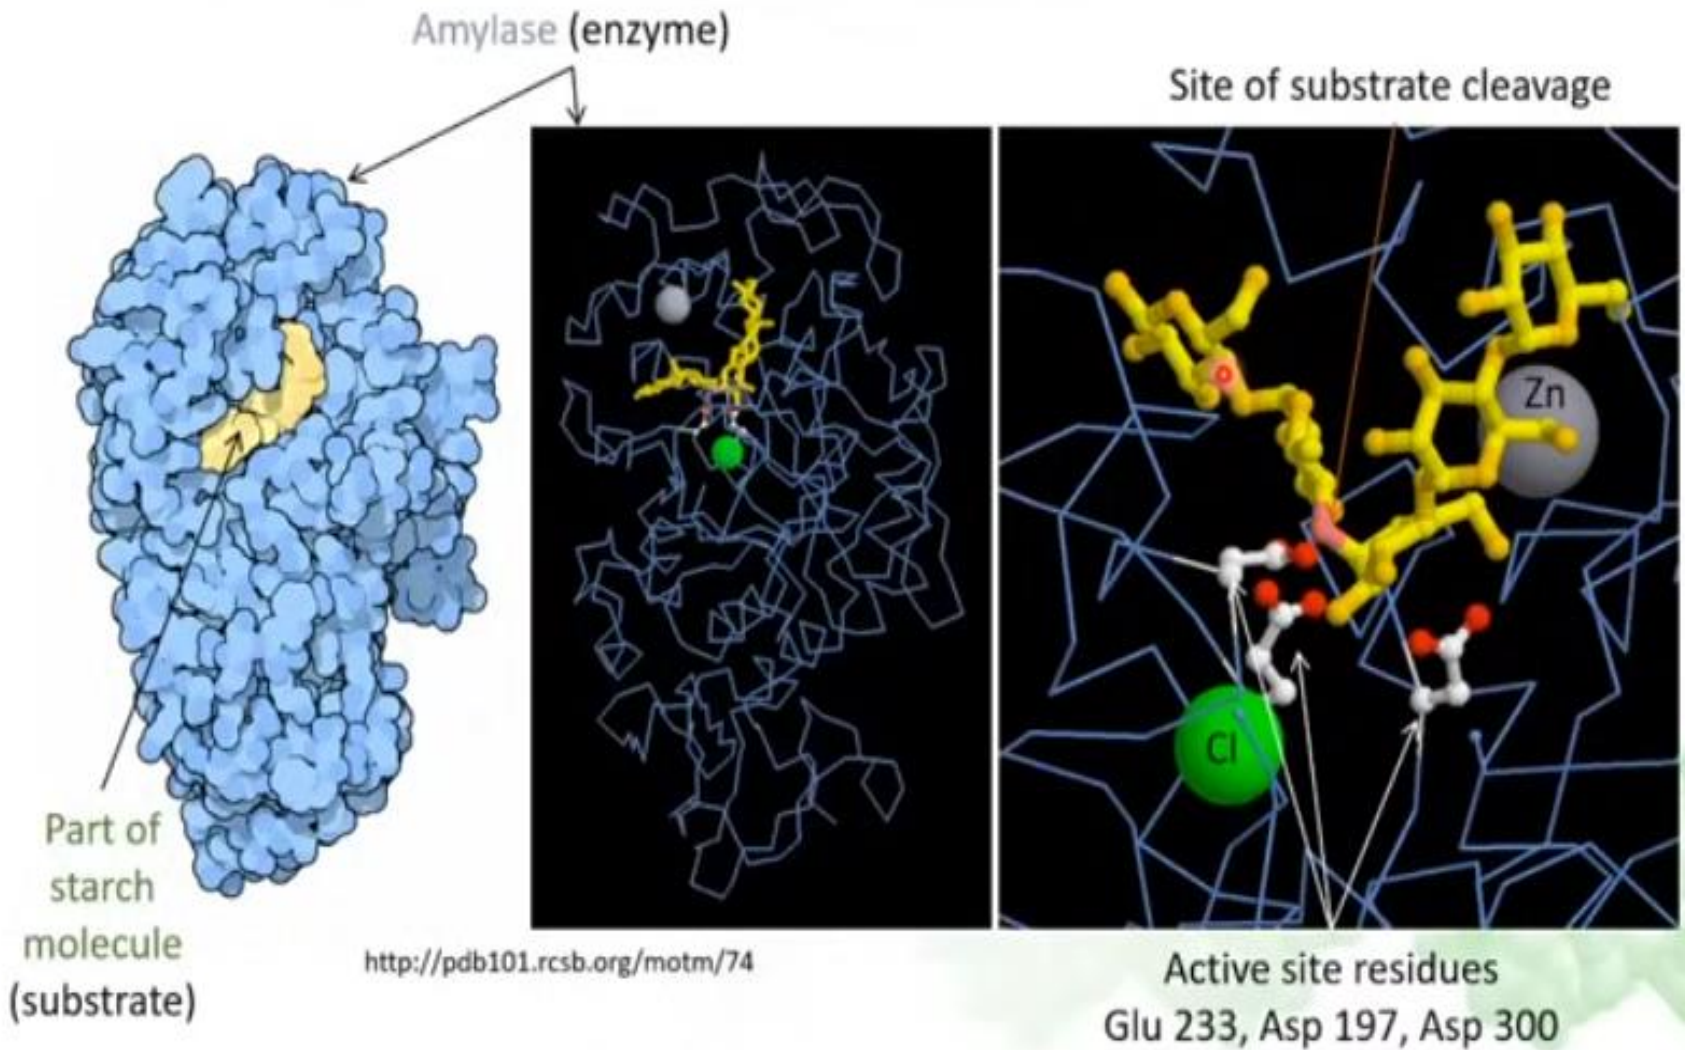 Amylase (enzyme)
Site of substrate cleavage
Zn
Cl
Part of
starch
molecule
(substrate)
http://pdb101.rcsb.org/motm/74
Active site residues
Glu 233, Asp 197, Asp 300